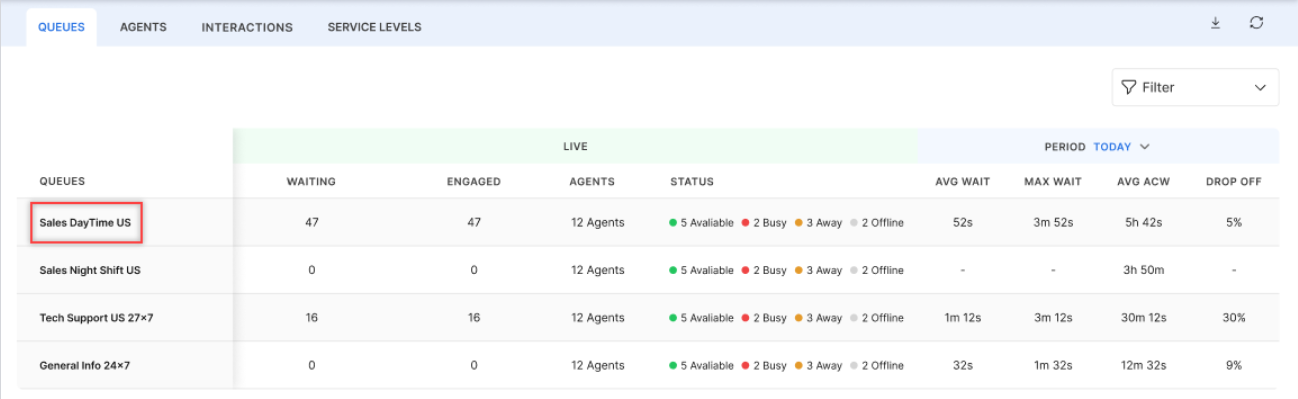 QUEUES AGENTS INTERACTIONS SERVICE LEVELS
Filter
LIVE PERIOD TODAY
QUEUES WAITING ENGAGED AGENTS STATUS AVG WAIT MAX WAIT AVG ACW DROP OFF
Sales DayTime US 47 47 12 Agents 5 Avaliable 2 Busy 3 Away 2 Offline 52s 3m 52s 5h 42s 5%
Sales Night Shift US 0 0 12 Agents 5 Avaliable 2 Busy 3 Away 2 Offline - - 3h 50m -
Tech Support US 27×7 16 16 12 Agents 5 Avaliable 2 Busy 3 Away 2 Offline 1m 12s 3m 12s 30m 12s 30%
General Info 24×7 0 0 12 Agents 5 Avaliable 2 Busy 3 Away 2 Offline 32s 1m 32s 12m 32s 9%